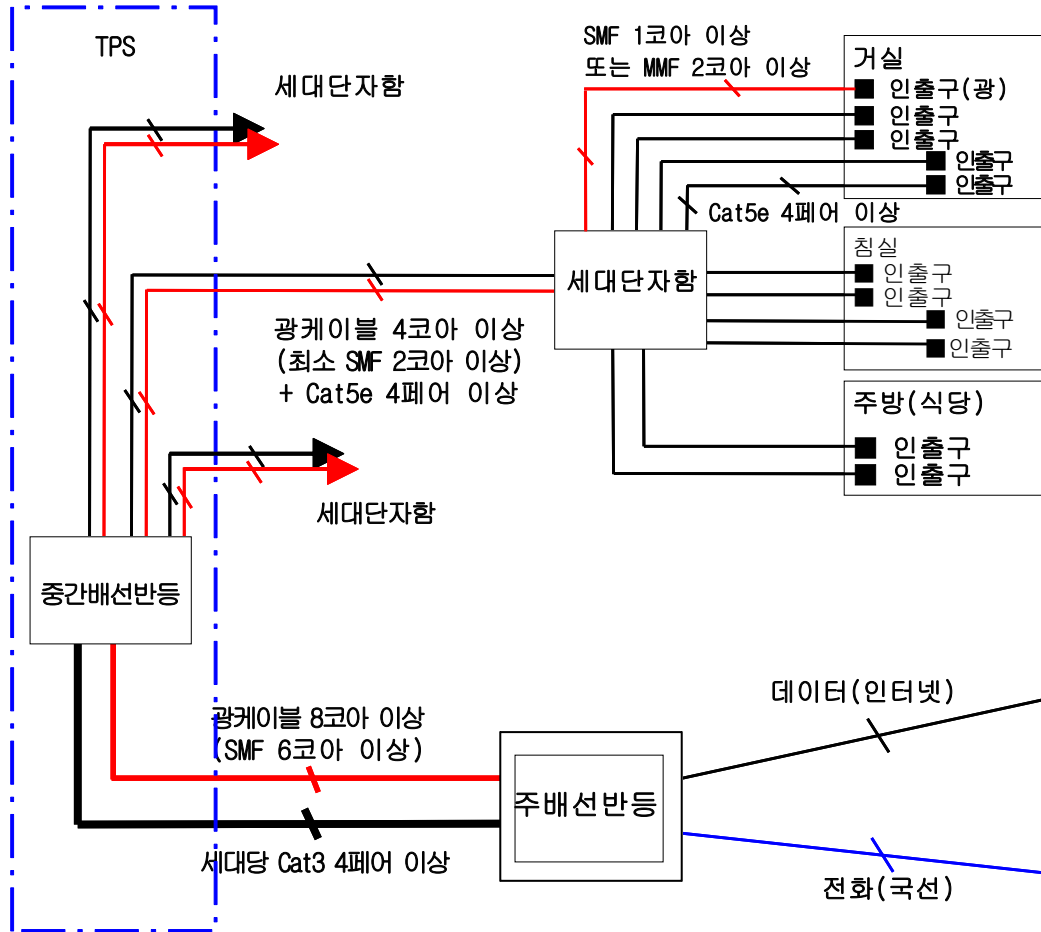 TPS
세대단자함
SMF 1코아 이상
또는 MMF 2코아 이상
거실
인출구(광)
인출구
인출구
인출구
인출구
Cat5e 4페어 이상
세대단자함
침실
인출구
인출구
인출구
인출구
광케이블 4코아 이상
(최소 SMF 2코아 이상)
+ Cat5e 4페어 이상
주방(식당)
인출구
인출구
세대단자함
중간배선반등
데이터(인터넷)
광케이블 8코아 이상
(SMF 6코아 이상)
주배선반등
세대당 Cat3 4페어 이상
전화(국선)